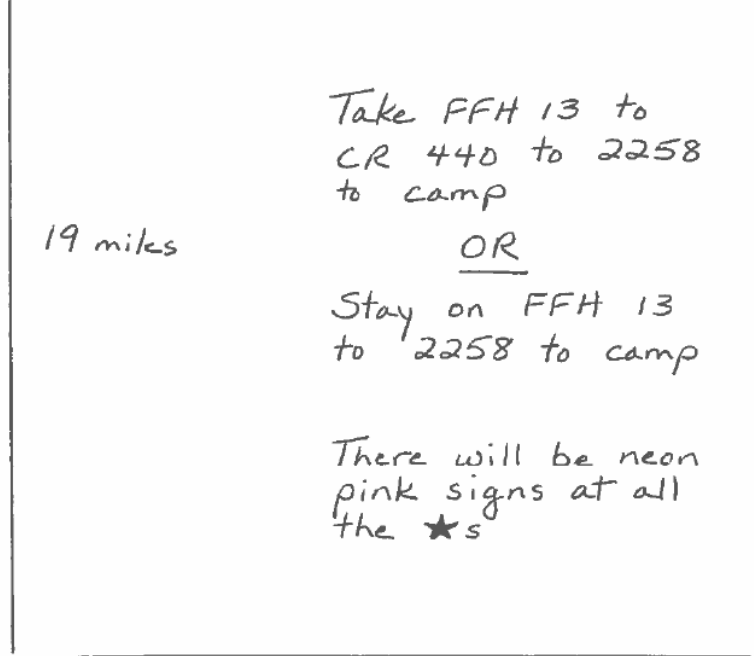 Take FFH 13 to
CR 440 to 2258
to camp
19 miles
OR
Stay on FFH 13
to 2258 to camp
There will be neon
pink signs at all
the ★s